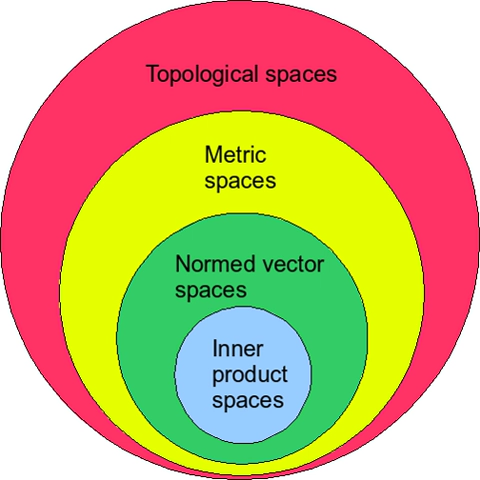 Topological spaces
Metric
spaces
Normed vector
spaces
Inner
product
spaces